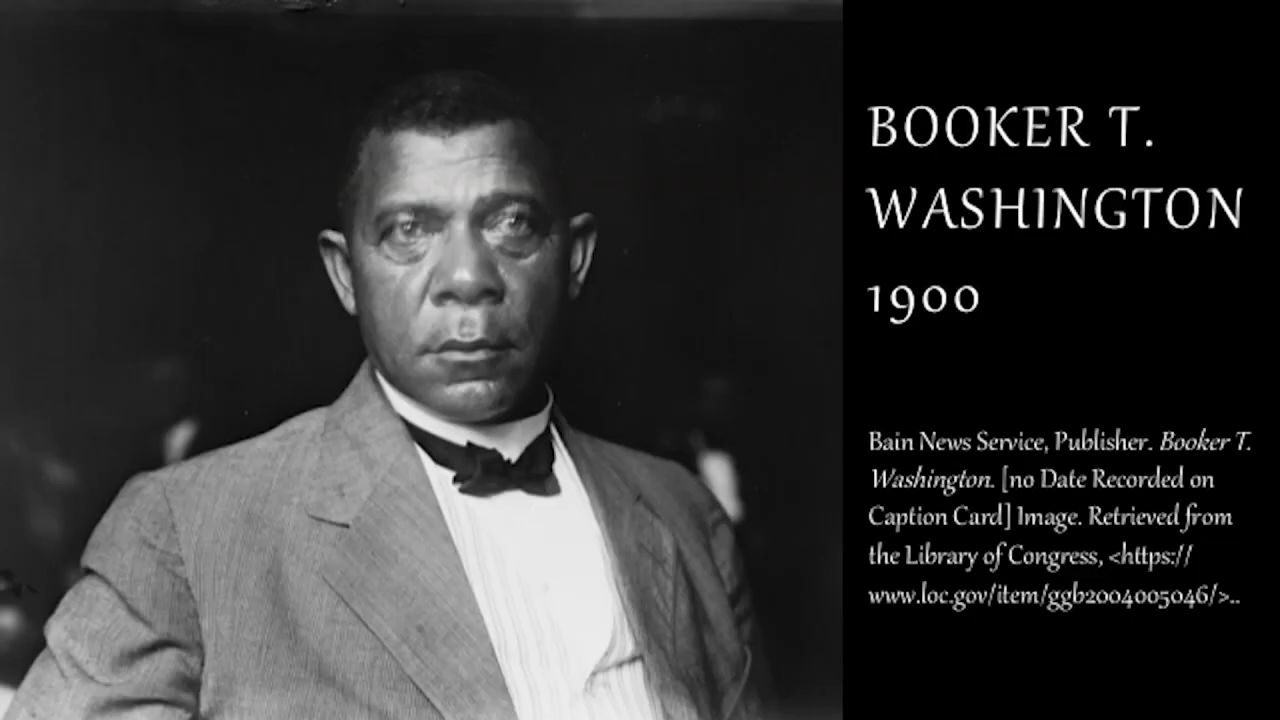 BOOKER T.
WASHINGTON
1900
Bain News Service, Publisher. Booker T.
Washington. [no Date Recorded on
Caption Card] Image. Retrieved from
the Library of Congress, <https://
www.loc.gov/item/ggb2004005046/>..